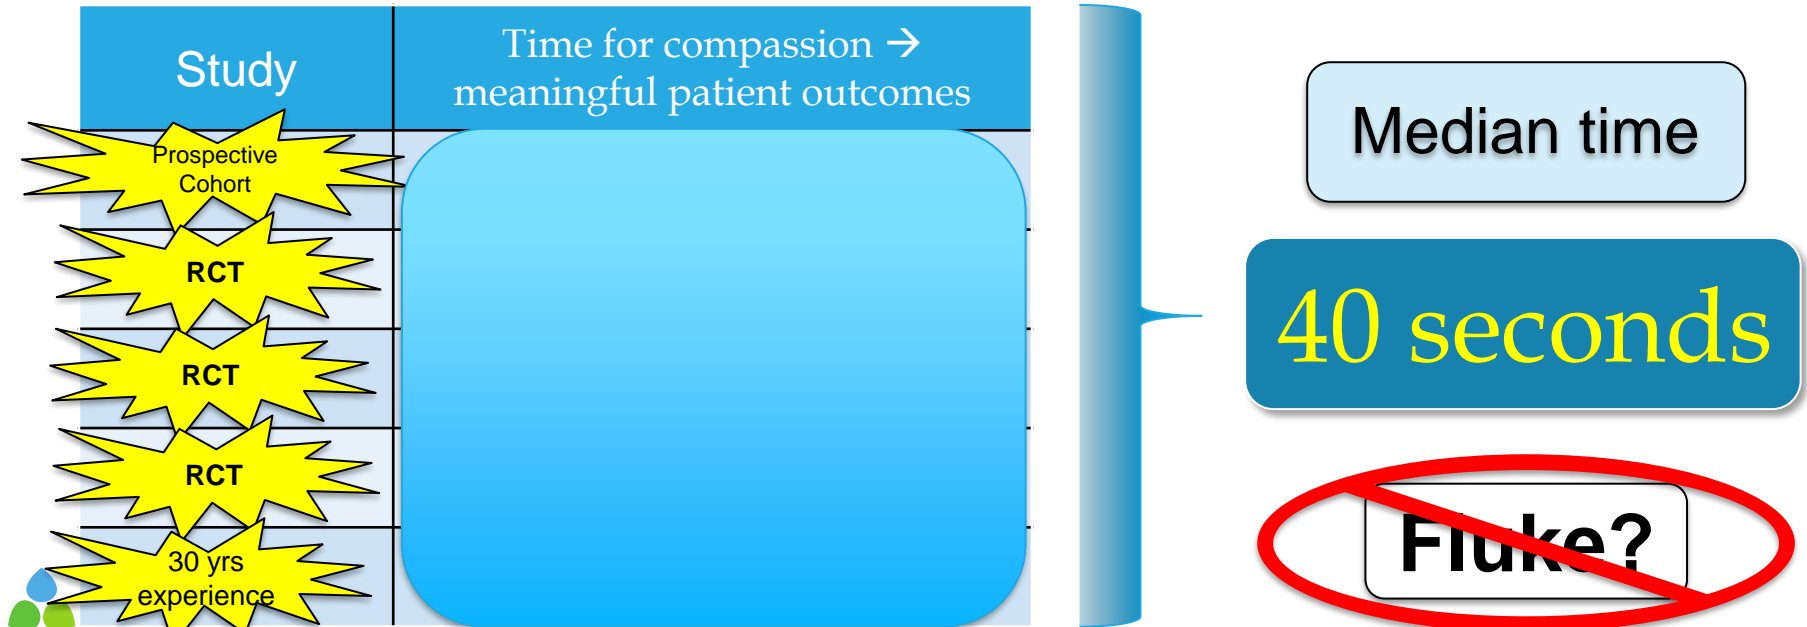 Study
Time for compassion →
meaningful patient outcomes
Prospective
Cohort
RCT
RCT
RCT
30 yrs
experience
Median time
40 seconds
Fluke?